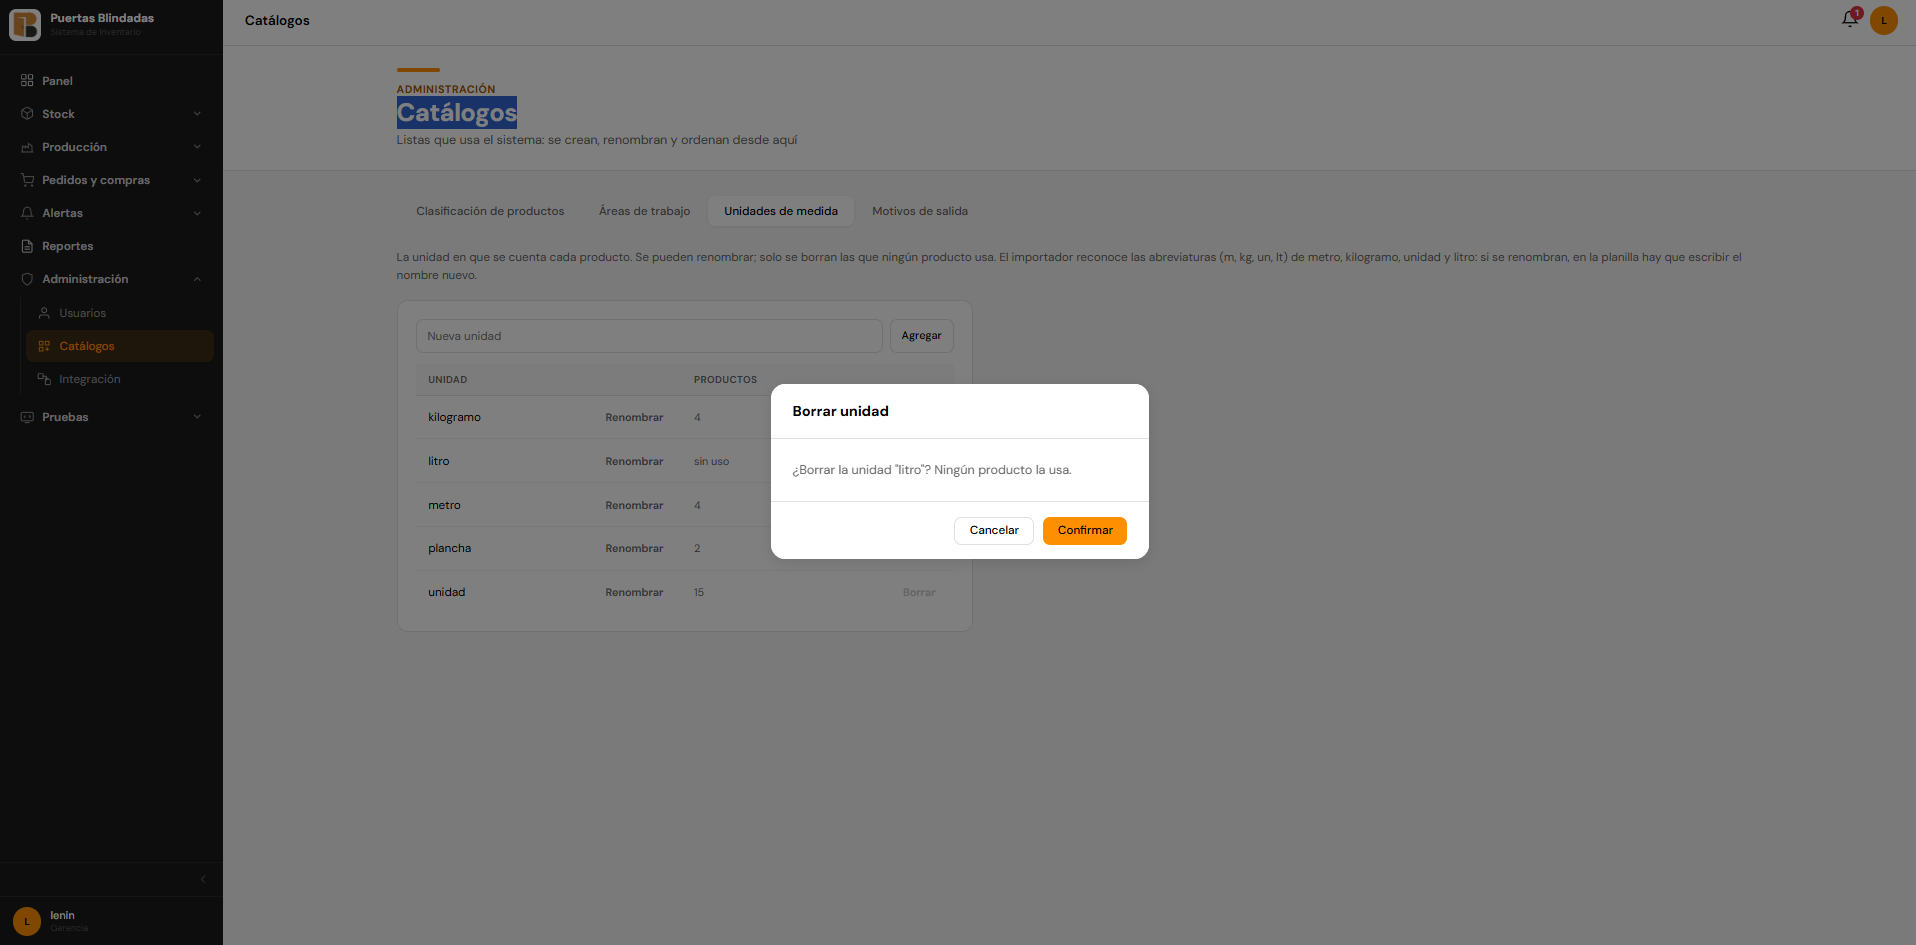 Puertas Blindadas
Sistema de Inventario
Catálogos
1
L
Panel
Stock
Producción
Pedidos y compras
Alertas
Reportes
Administración
Usuarios
Catálogos
Integración
Pruebas
lenin
Gerencia
L
ADMINISTRACIÓN
Catálogos
Listas que usa el sistema: se crean, renombran y ordenan desde aquí
Clasificación de productos Áreas de trabajo Unidades de medida Motivos de salida
La unidad en que se cuenta cada producto. Se pueden renombrar; solo se borran las que ningún producto usa. El importador reconoce las abreviaturas (m, kg, un, lt) de metro, kilogramo, unidad y litro: si se renombran, en la planilla hay que escribir el
nombre nuevo.
Nueva unidad Agregar
UNIDAD PRODUCTOS
kilogramo Renombrar 4
litro Renombrar sin uso
metro Renombrar 4
plancha Renombrar 2
unidad Renombrar 15 Borrar
Borrar unidad
¿Borrar la unidad "litro"? Ningún producto la usa.
Cancelar Confirmar